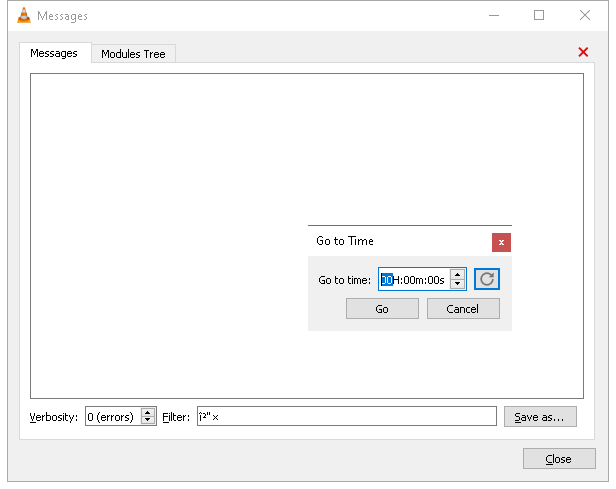 Messages
Messages Modules Tree
Go to Time
Go to time: 00H:00m:00s
Go Cancel
Verbosity: 0 (errors) Filter: î²"× Save as...
Close